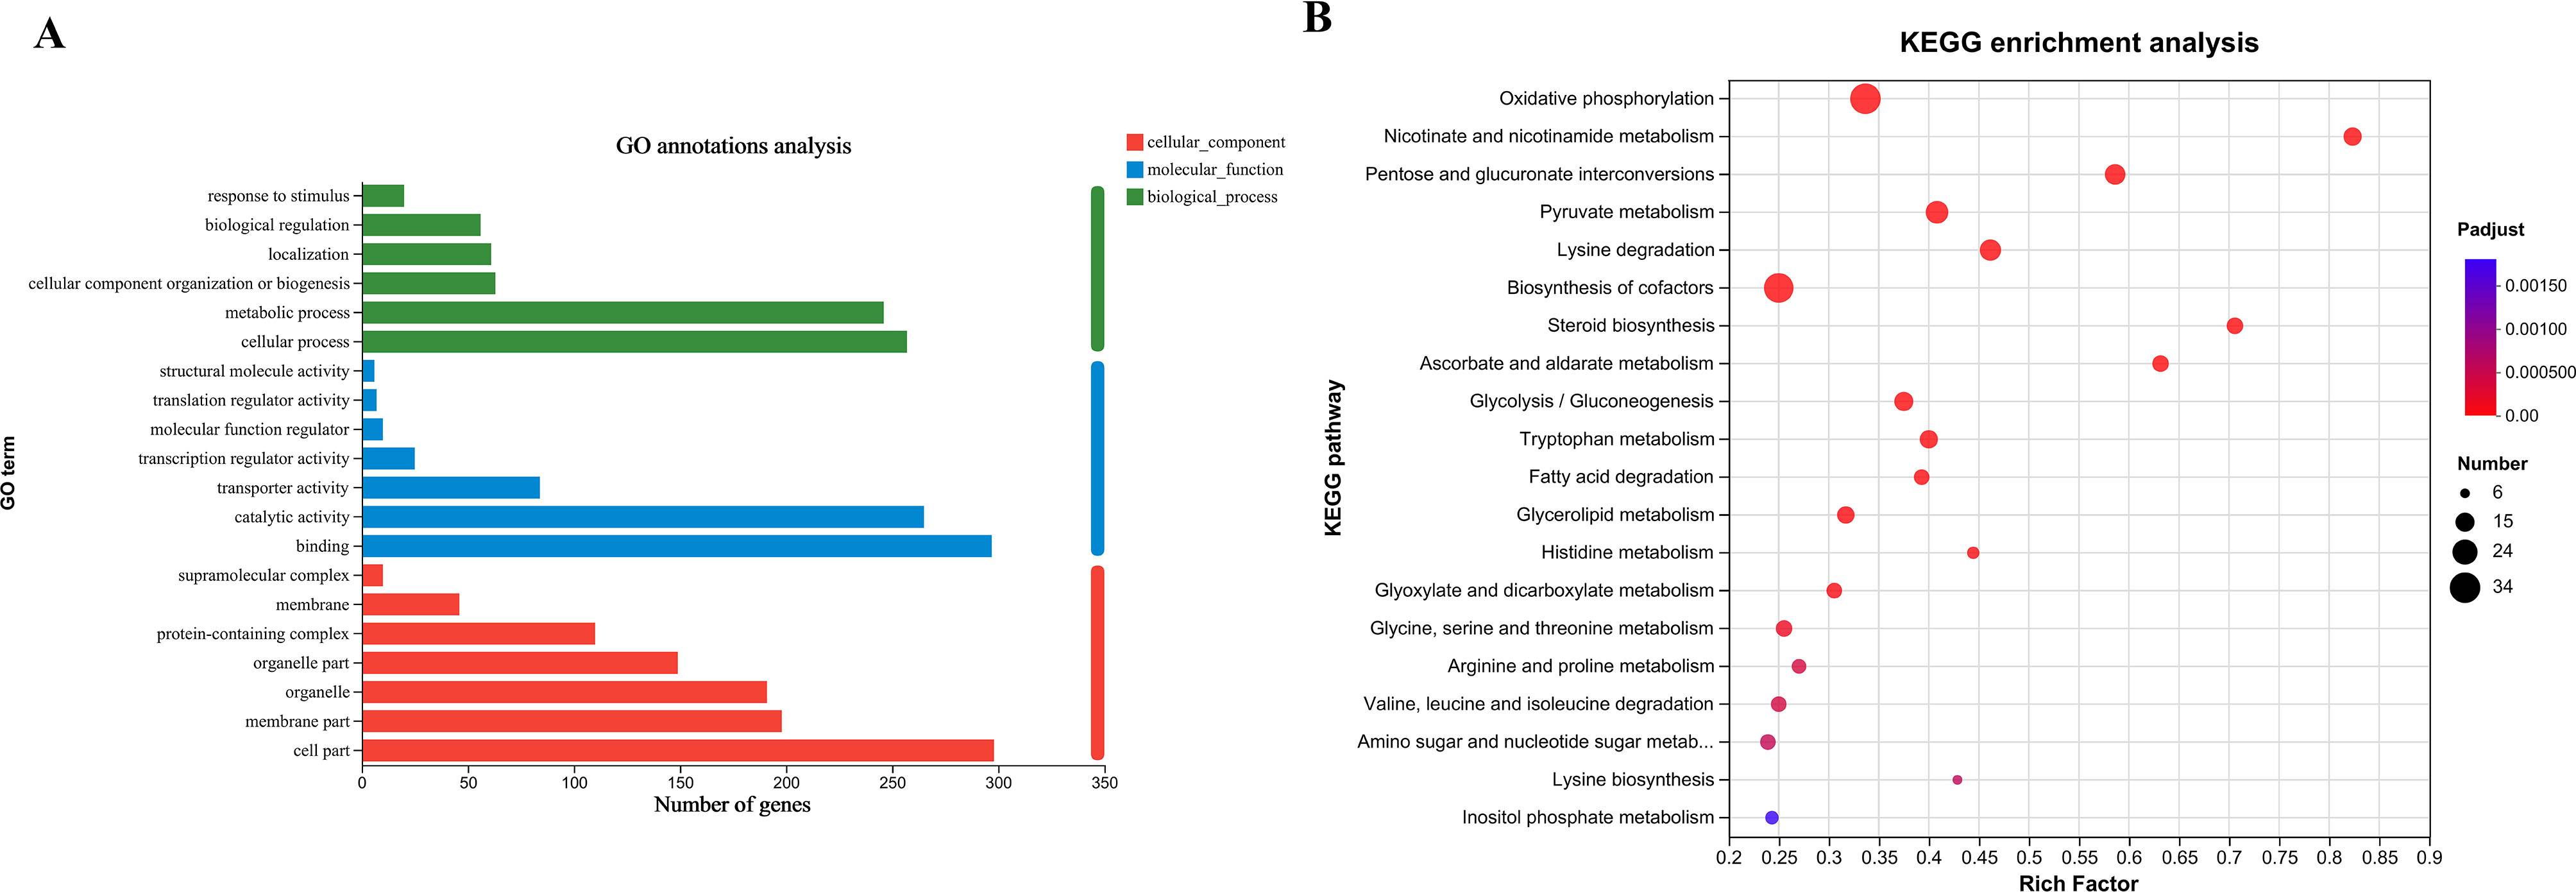 A
GO annotations analysis
cellular_component
molecular_function
biological_process
GO term
response to stimulus
biological regulation
localization
cellular component organization or biogenesis
metabolic process
cellular process
structural molecule activity
translation regulator activity
molecular function regulator
transcription regulator activity
transporter activity
catalytic activity
binding
supramolecular complex
membrane
protein-containing complex
organelle part
organelle
membrane part
cell part
0 50 100 150 200 250 300 350
Number of genes
B
KEGG enrichment analysis
KEGG pathway
Oxidative phosphorylation
Nicotinate and nicotinamide metabolism
Pentose and glucuronate interconversions
Pyruvate metabolism
Lysine degradation
Biosynthesis of cofactors
Steroid biosynthesis
Ascorbate and aldarate metabolism
Glycolysis / Gluconeogenesis
Tryptophan metabolism
Fatty acid degradation
Glycerolipid metabolism
Histidine metabolism
Glyoxylate and dicarboxylate metabolism
Glycine, serine and threonine metabolism
Arginine and proline metabolism
Valine, leucine and isoleucine degradation
Amino sugar and nucleotide sugar metab...
Lysine biosynthesis
Inositol phosphate metabolism
0.2 0.25 0.3 0.35 0.4 0.45 0.5 0.55 0.6 0.65 0.7 0.75 0.8 0.85 0.9
Rich Factor
Padjust
0.00150
0.00100
0.000500
0.00
Number
6
15
24
34